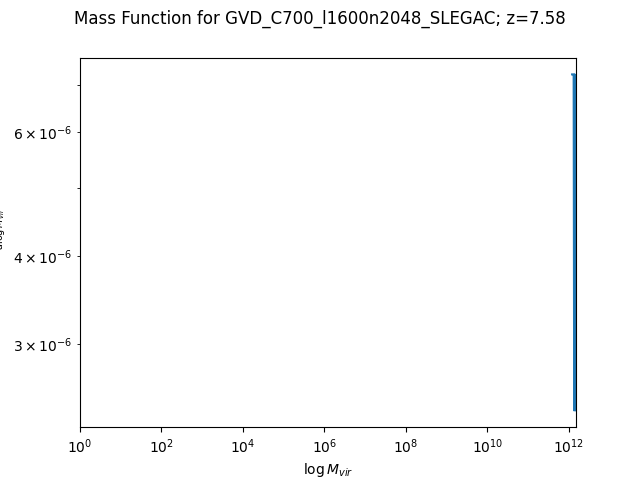 Mass Function for GVD_C700_l1600n2048_SLEGAC; z=7.58
6 × 10⁻⁶
4 × 10⁻⁶
3 × 10⁻⁶
10⁰ 10² 10⁴ 10⁶ 10⁸ 10¹⁰ 10¹²
log M_vir